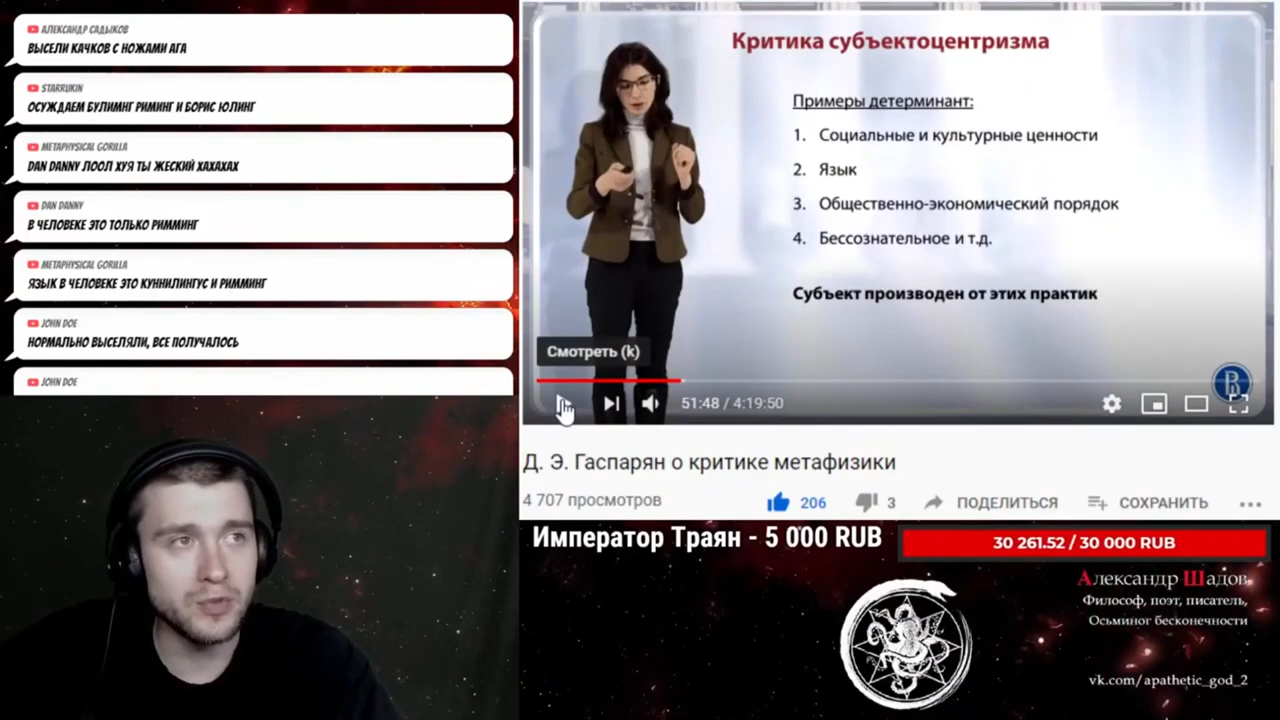 АЛЕКСАНДР САДЫКОВ
ВЫСЕЛИ КАЧКОВ С НОЖАМИ АГА
STARRUKIN
ОСУЖДАЕМ БУЛИМНГ РИМИНГ И БОРИС ЮЛИНГ
METAPHYSICAL GORILLA
DAN DANNY ЛООЛ ХУЯ ТЫ ЖЕСКИЙ ХАХАХАХ
DAN DANNY
В ЧЕЛОВЕКЕ ЭТО ТОЛЬКО РИММИНГ
METAPHYSICAL GORILLA
ЯЗЫК В ЧЕЛОВЕКЕ ЭТО КУННИЛИНГУС И РИММИНГ
JOHN DOE
НОРМАЛЬНО ВЫСЕЛЯЛИ, ВСЕ ПОЛУЧАЛОСЬ
JOHN DOE
Критика субъектоцентризма
Примеры детерминант:
1. Социальные и культурные ценности
2. Язык
3. Общественно-экономический порядок
4. Бессознательное и т.д.
Субъект производен от этих практик
Смотреть (k)
51:48 / 4:19:50
Д. Э. Гаспарян о критике метафизики
4 707 просмотров
206
3
ПОДЕЛИТЬСЯ
СОХРАНИТЬ
Император Траян - 5 000 RUB
30 261.52 / 30 000 RUB
Александр Шадов
Философ, поэт, писатель,
Осьминог бесконечности
vk.com/apathetic_god_2